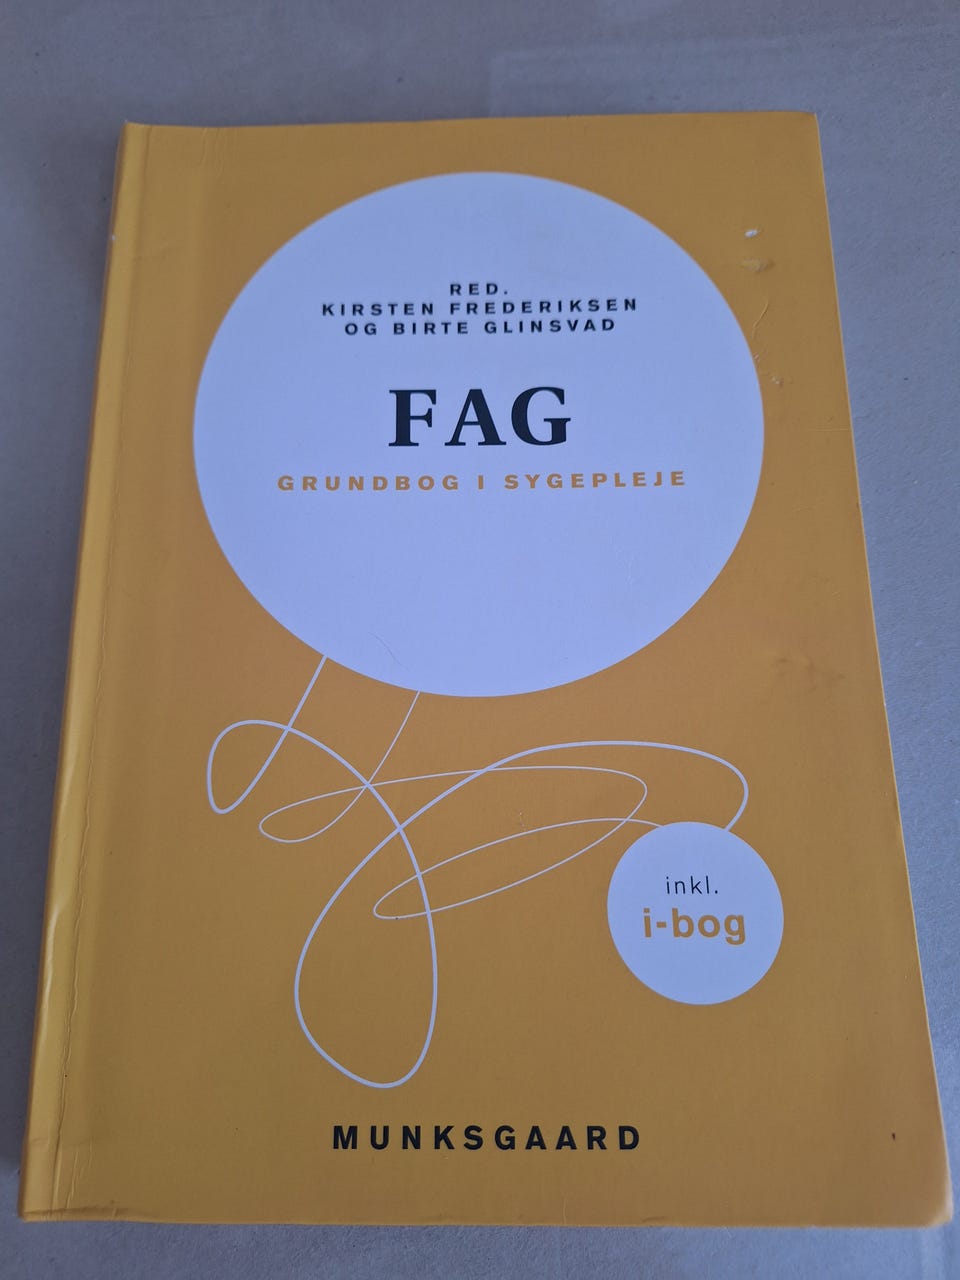 RED.
KIRSTEN FREDERIKSEN
OG BIRTE GLINSVAD
FAG
GRUNDBOG I SYGEPLEJE
inkl.
i-bog
MUNKSGAARD